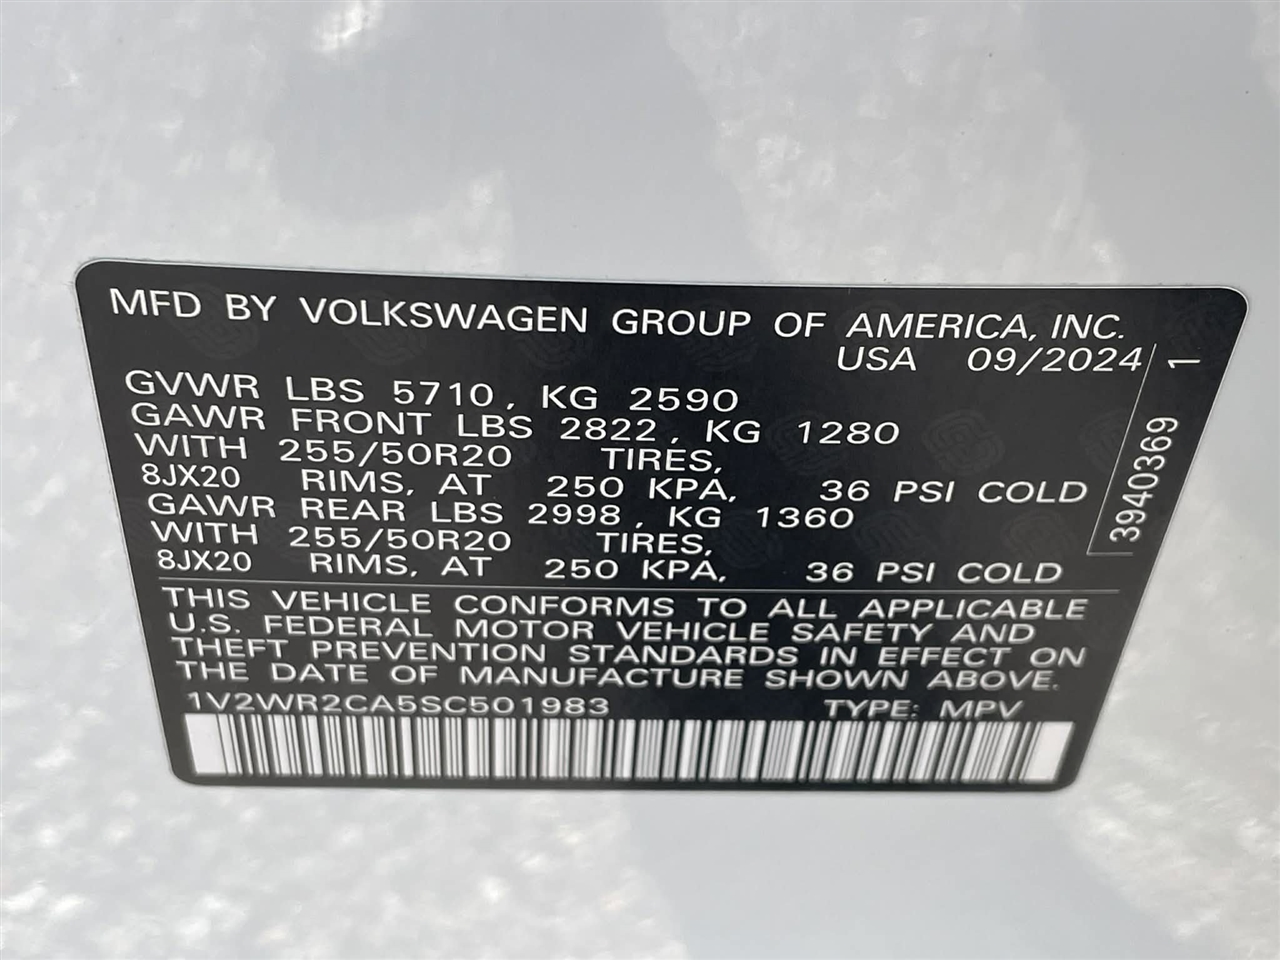 MFD BY VOLKSWAGEN GROUP OF AMERICA, INC.
USA 09/2024
GVWR LBS 5710, KG 2590
GAWR FRONT LBS 2822, KG 1280
WITH 255/50R20 TIRES,
8JX20 RIMS, AT 250 KPA, 36 PSI COLD
GAWR REAR LBS 2998, KG 1360
WITH 255/50R20 TIRES,
8JX20 RIMS, AT 250 KPA, 36 PSI COLD
3940369 1
THIS VEHICLE CONFORMS TO ALL APPLICABLE
U.S. FEDERAL MOTOR VEHICLE SAFETY AND
THEFT PREVENTION STANDARDS IN EFFECT ON
THE DATE OF MANUFACTURE SHOWN ABOVE.
1V2WR2CA5SC501983 TYPE: MPV